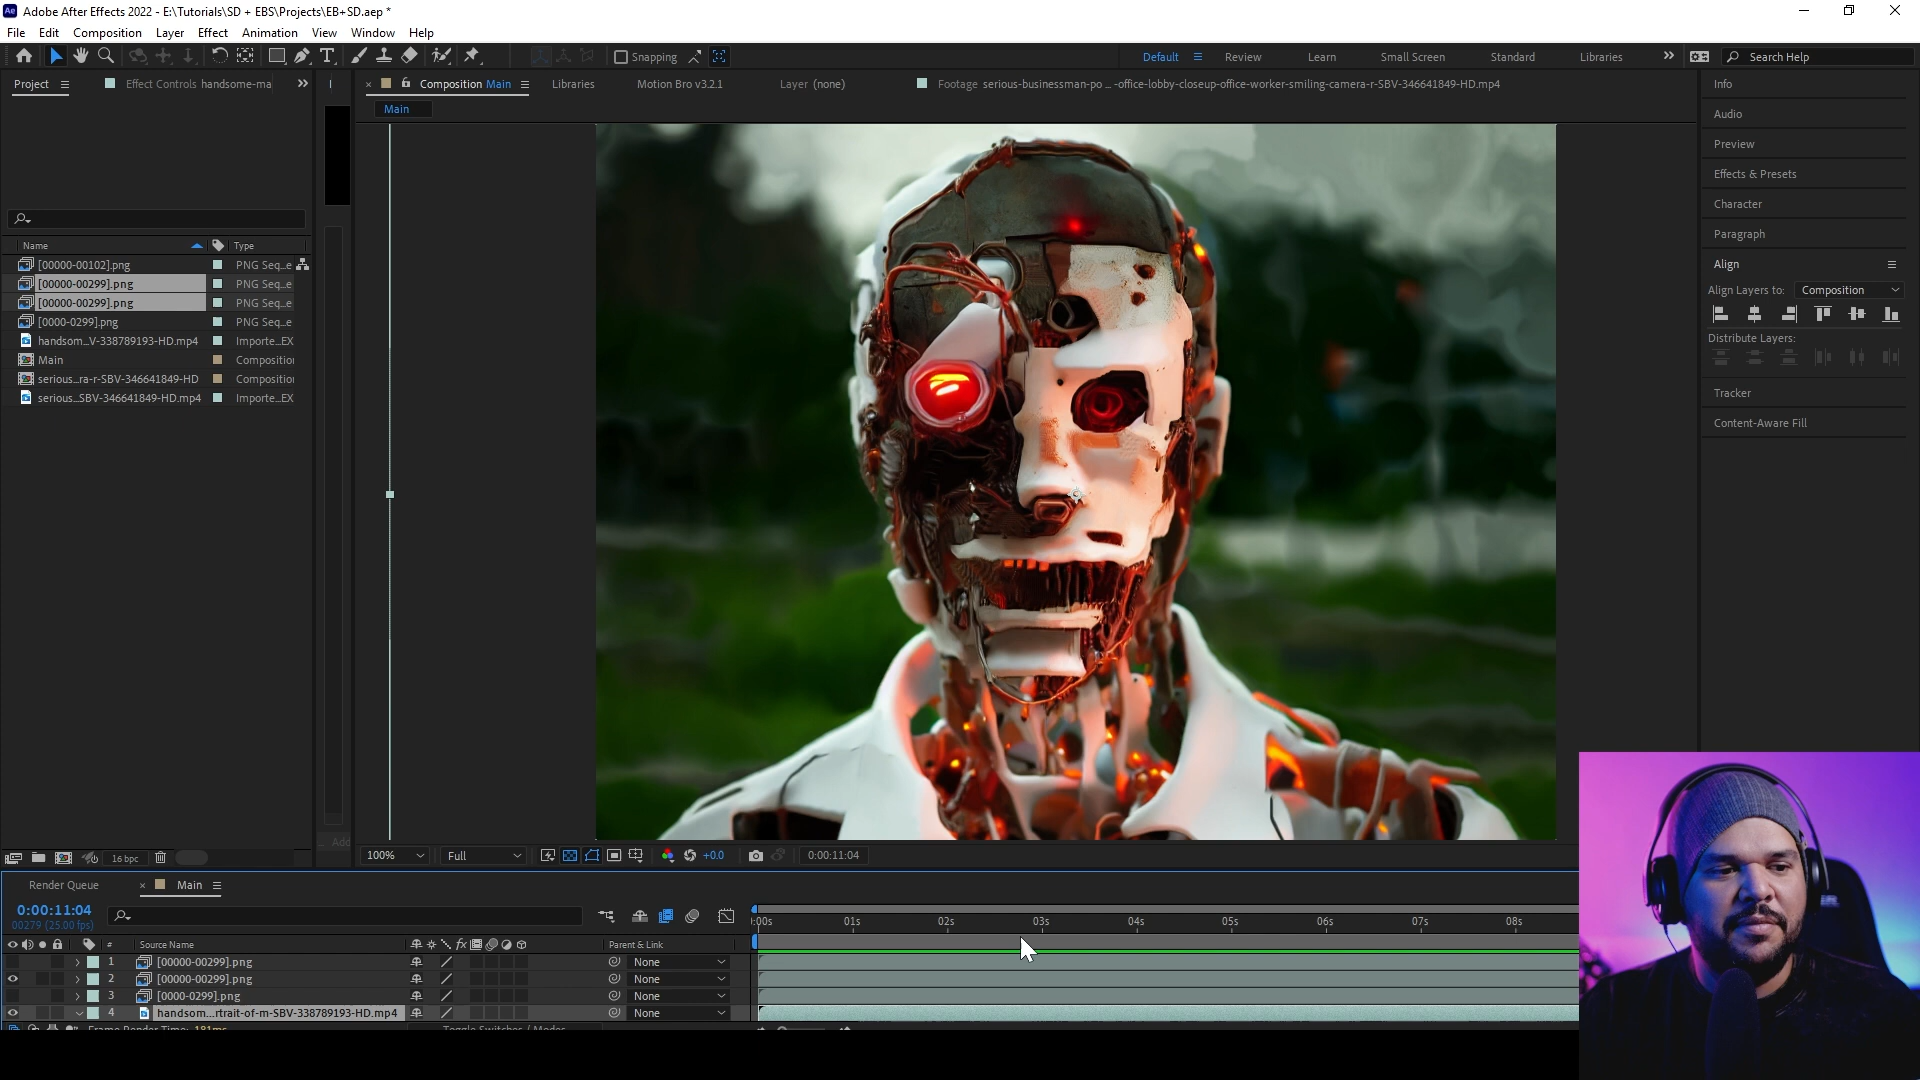 Adobe After Effects 2022 - E:\Tutorials\SD + EBS\Projects\EB+SD.aep *
File Edit Composition Layer Effect Animation View Window Help
Snapping
Default Review Learn Small Screen Standard Libraries Search Help
Project Effect Controls handsome-ma
Composition Main Libraries Motion Bro v3.2.1 Layer (none) Footage serious-businessman-po ... -office-lobby-closeup-office-worker-smiling-camera-r-SBV-346641849-HD.mp4
Main
Info
Audio
Preview
Effects & Presets
Character
Paragraph
Align
Align Layers to: Composition
Distribute Layers:
Tracker
Content-Aware Fill
Name Type
[00000-00102].png PNG Seq...e
[00000-00299].png PNG Seq...e
[00000-00299].png PNG Seq...e
[0000-0299].png PNG Seq...e
handsom...V-338789193-HD.mp4 Importe...EX
Main Compositio
serious...ra-r-SBV-346641849-HD Compositio
serious...SBV-346641849-HD.mp4 Importe...EX
Add
16 bpc
100% Full +0.0 0:00:11:04
Render Queue Main
0:00:11:04
00279 (25.00 fps)
:00s 01s 02s 03s 04s 05s 06s 07s 08s
# Source Name fx Parent & Link
1 [00000-00299].png None
2 [00000-00299].png None
3 [0000-0299].png None
4 handsom...rtrait-of-m-SBV-338789193-HD.mp4 None
Frame Render Time: 181ms Toggle Switches / Modes